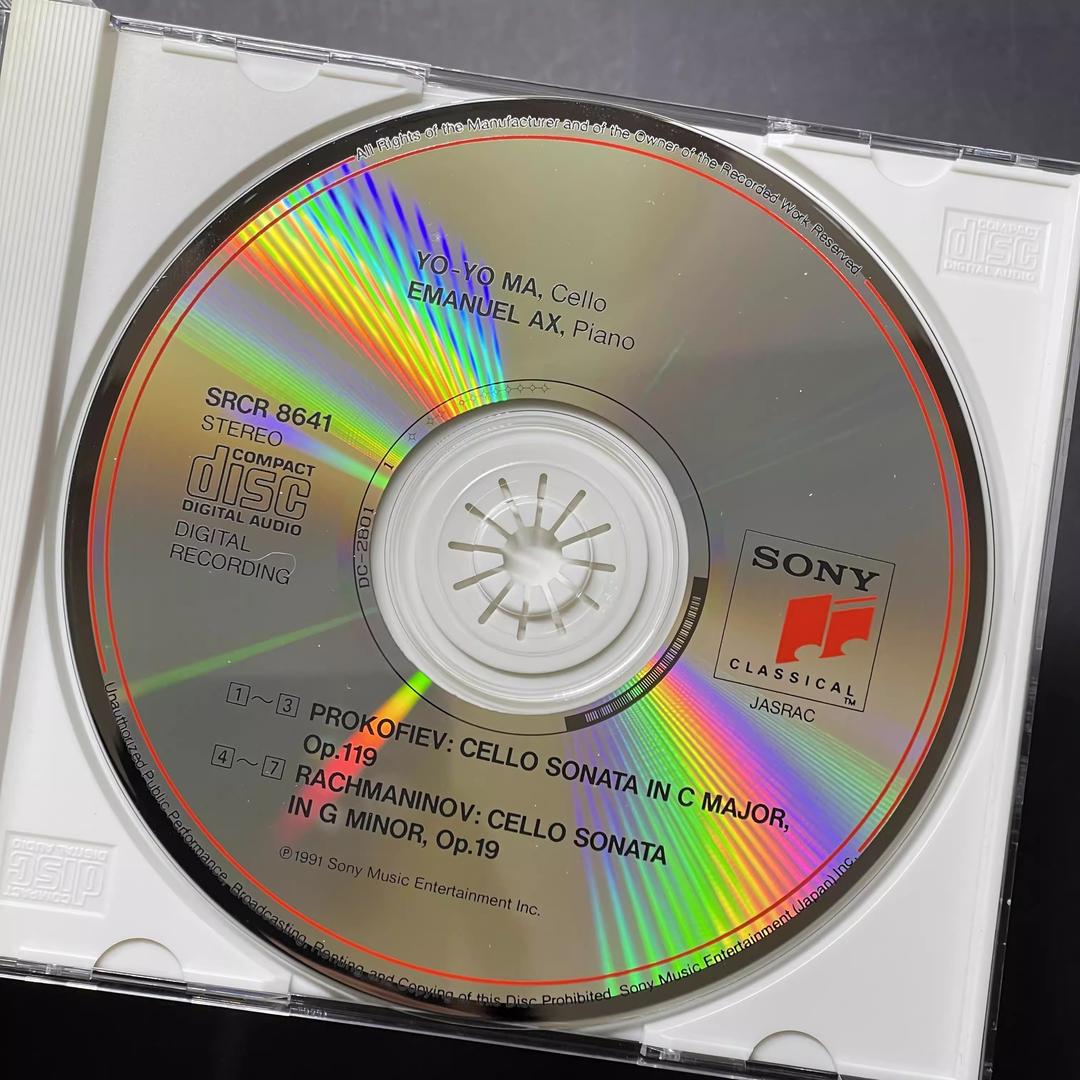 All Rights of the Manufacturer and of the Owner of the Recorded Work Reserved
YO-YO MA, Cello
EMANUEL AX, Piano
SRCR 8641
STEREO
COMPACT
disc
DIGITAL AUDIO
DIGITAL
RECORDING
DC-2801 1
SONY
CLASSICAL
TM
JASRAC
1~3 PROKOFIEV: CELLO SONATA IN C MAJOR,
Op.119
4~7 RACHMANINOV: CELLO SONATA
IN G MINOR, Op.19
℗1991 Sony Music Entertainment Inc.
Unauthorized Public Performance, Broadcasting, Renting and Copying of this Disc Prohibited. Sony Music Entertainment (Japan) Inc.
COMPACT
disc
DIGITAL AUDIO
COMPACT
disc
DIGITAL AUDIO